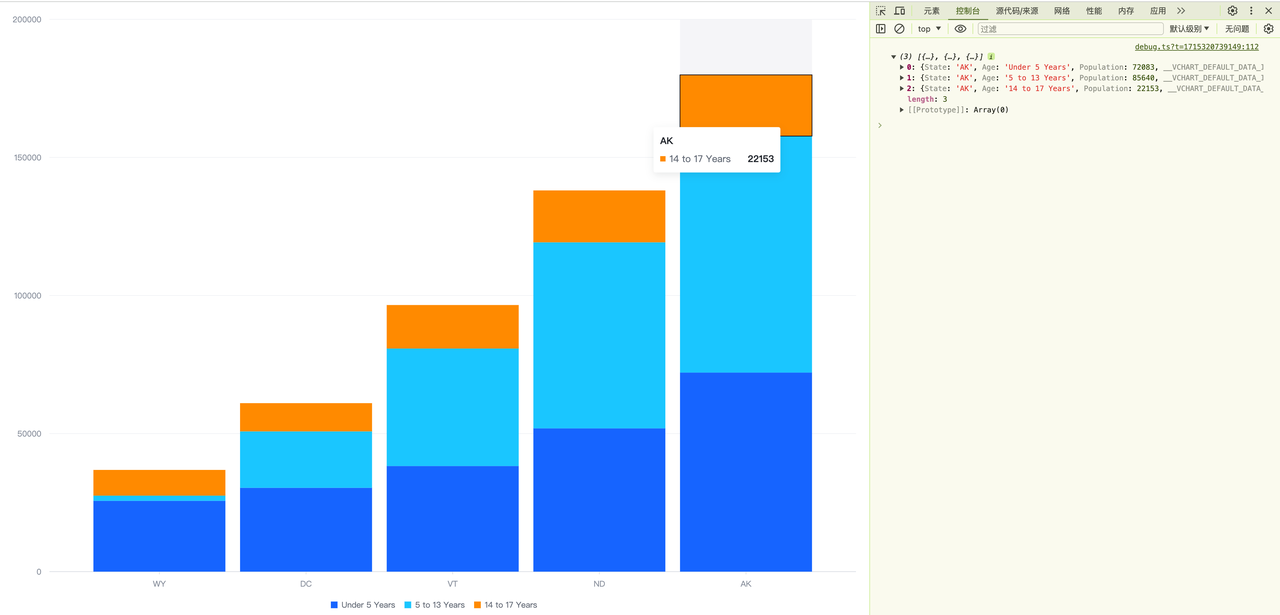 200000
150000
100000
50000
0
AK
14 to 17 Years 22153
WY DC VT ND AK
Under 5 Years 5 to 13 Years 14 to 17 Years
元素 控制台 源代码/来源 网络 性能 内存 应用
top ▼ 过滤 默认级别 ▼ 无问题
debug.ts?t=1715320739149:112
▼ (3) [{…}, {…}, {…}] i
▶ 0: {State: 'AK', Age: 'Under 5 Years', Population: 72083, __VCHART_DEFAULT_DATA_
▶ 1: {State: 'AK', Age: '5 to 13 Years', Population: 85640, __VCHART_DEFAULT_DATA_
▶ 2: {State: 'AK', Age: '14 to 17 Years', Population: 22153, __VCHART_DEFAULT_DATA_
length: 3
▶ [[Prototype]]: Array(0)